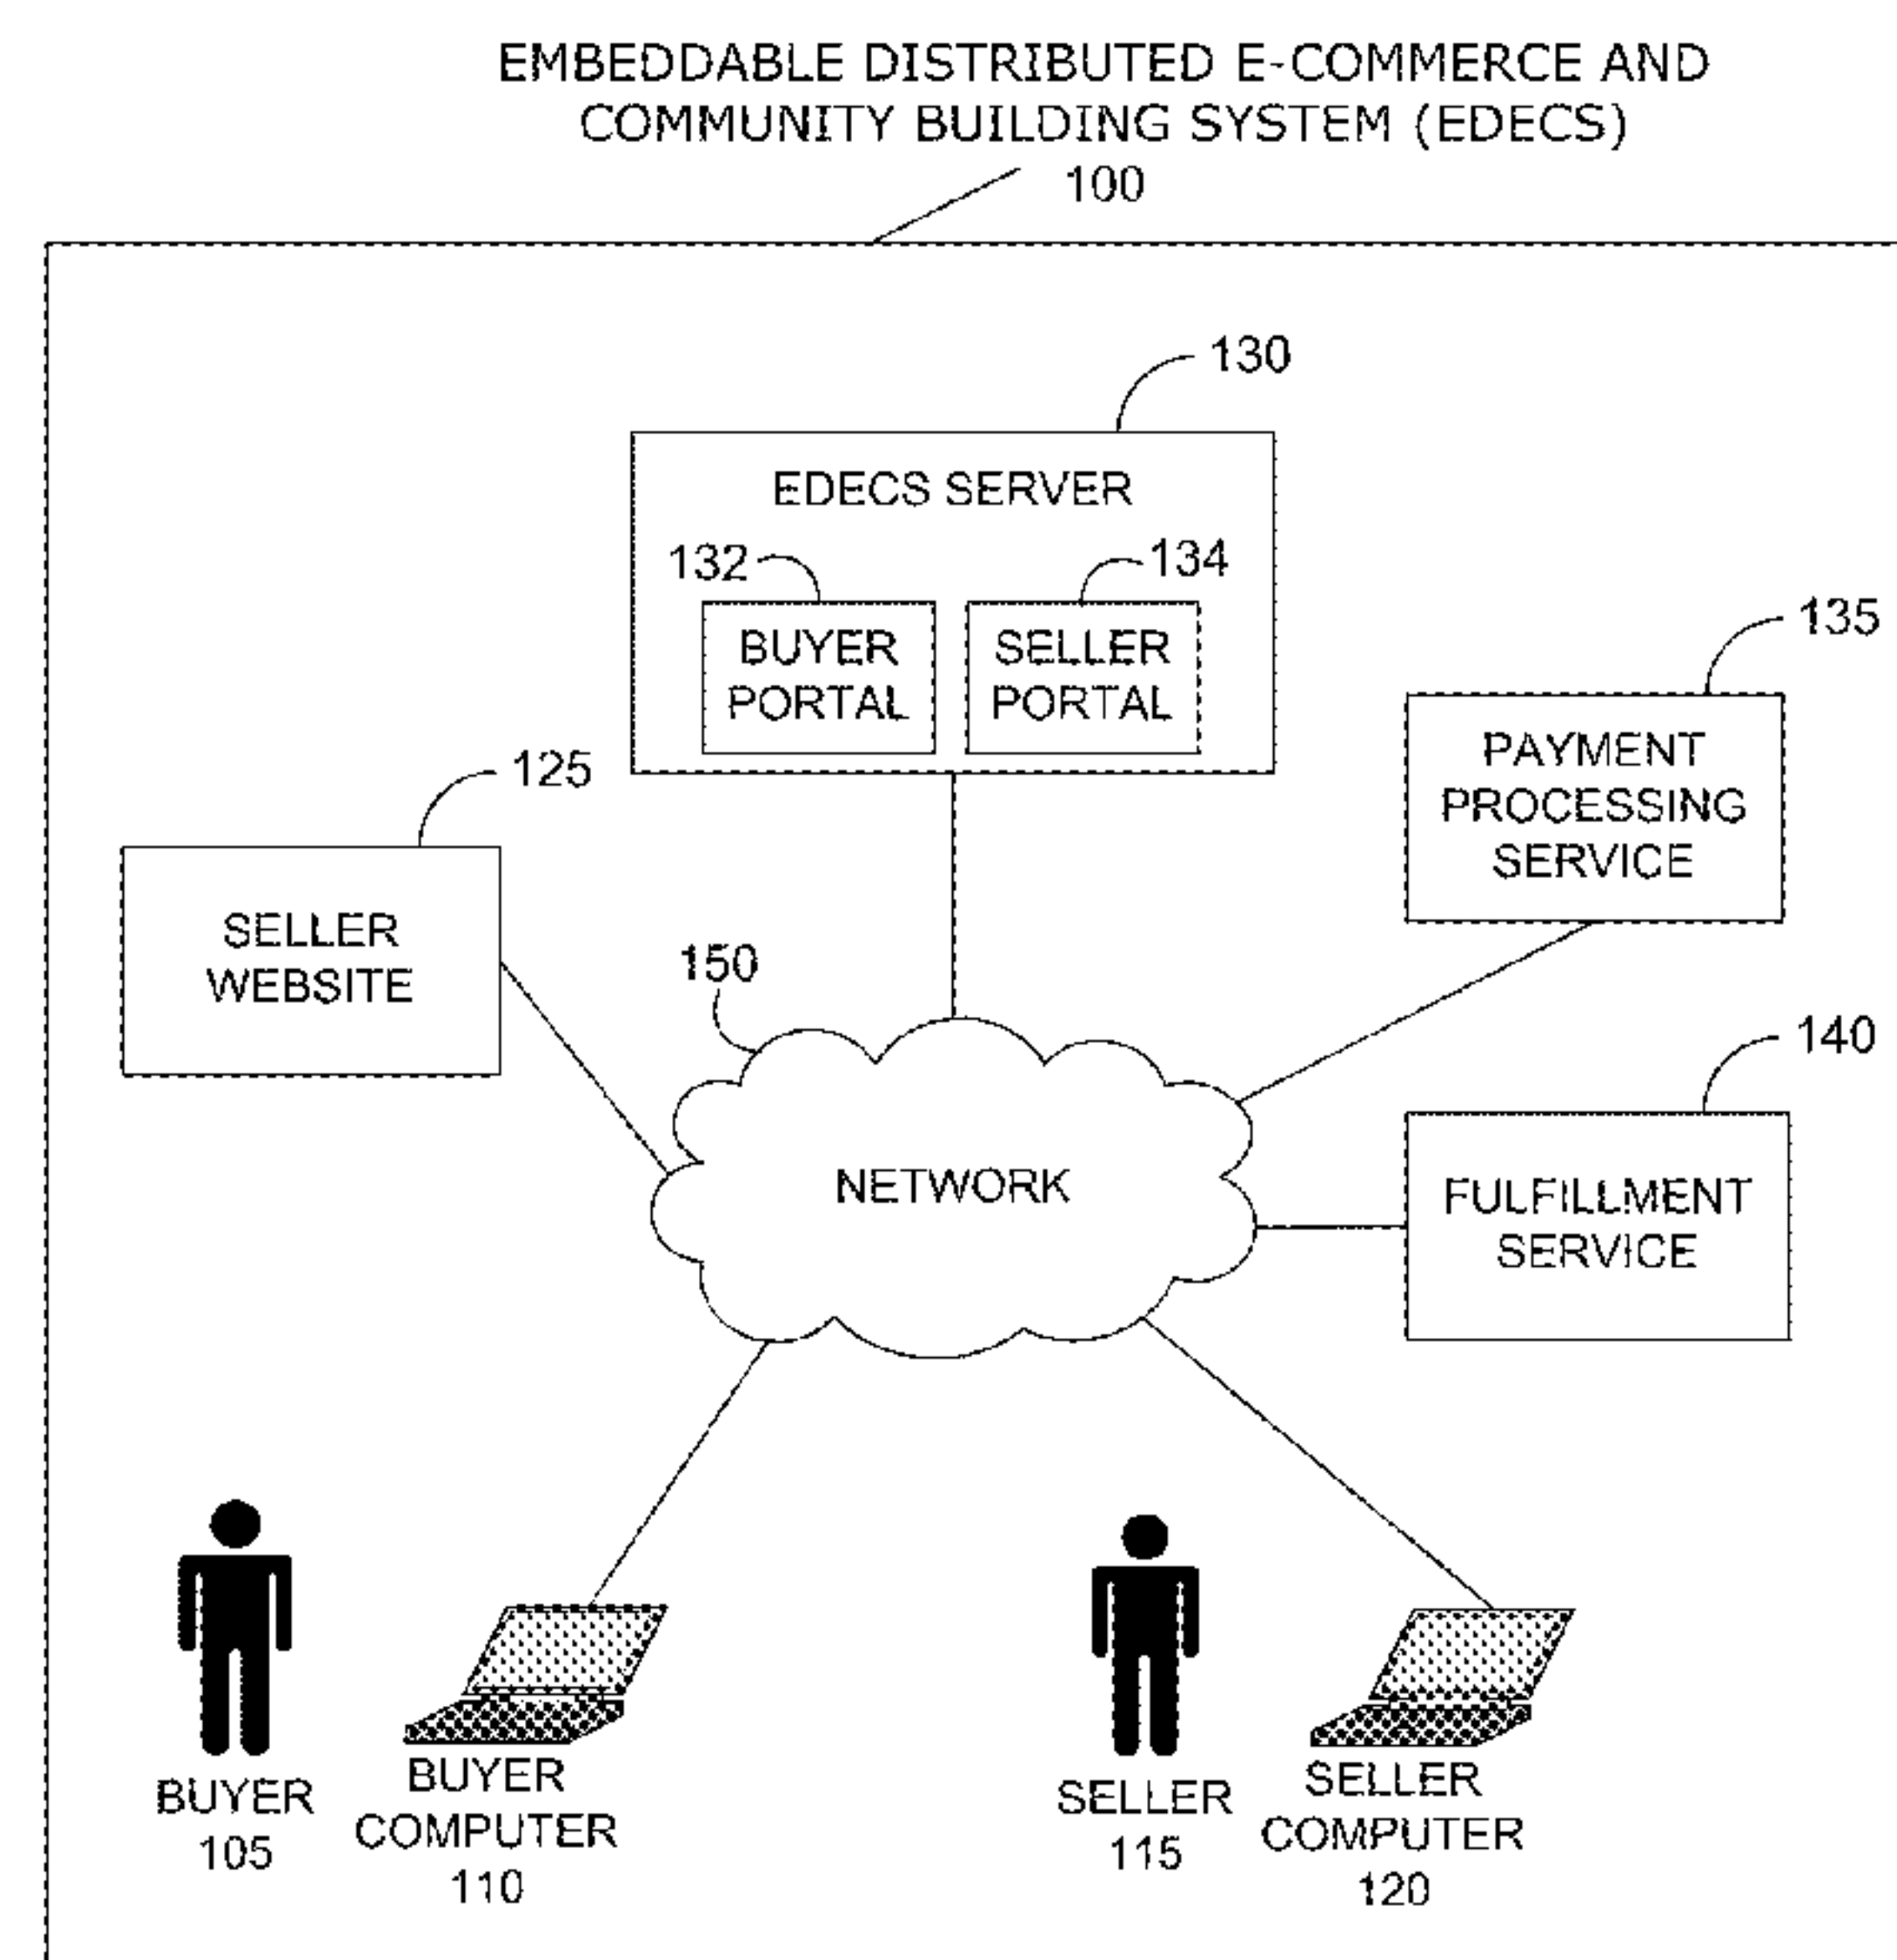 EMBEDDABLE DISTRIBUTED E-COMMERCE AND
COMMUNITY BUILDING SYSTEM (EDECS)
100
130
EDECS SERVER
132
134
BUYER
PORTAL
SELLER
PORTAL
135
PAYMENT
PROCESSING
SERVICE
125
SELLER
WEBSITE
150
NETWORK
140
FULFILLMENT
SERVICE
BUYER
105
BUYER
COMPUTER
110
SELLER
115
SELLER
COMPUTER
120